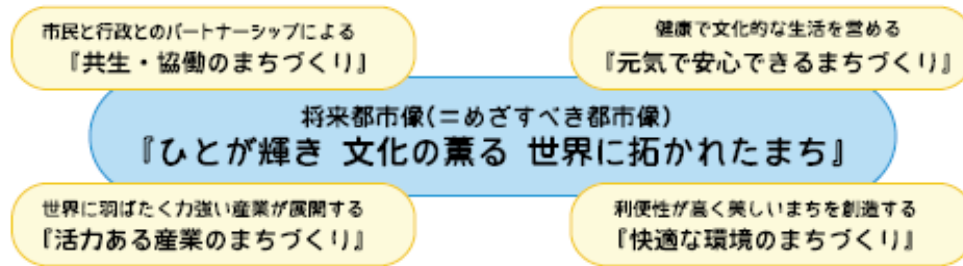 市民と行政とのパートナーシップによる
『共生・協働のまちづくり』
健康で文化的な生活を営める
『元気で安心できるまちづくり』
将来都市像(=めざすべき都市像)
『ひとが輝き 文化の薫る 世界に拓かれたまち』
世界に羽ばたく力強い産業が展開する
『活力ある産業のまちづくり』
利便性が高く美しいまちを創造する
『快適な環境のまちづくり』